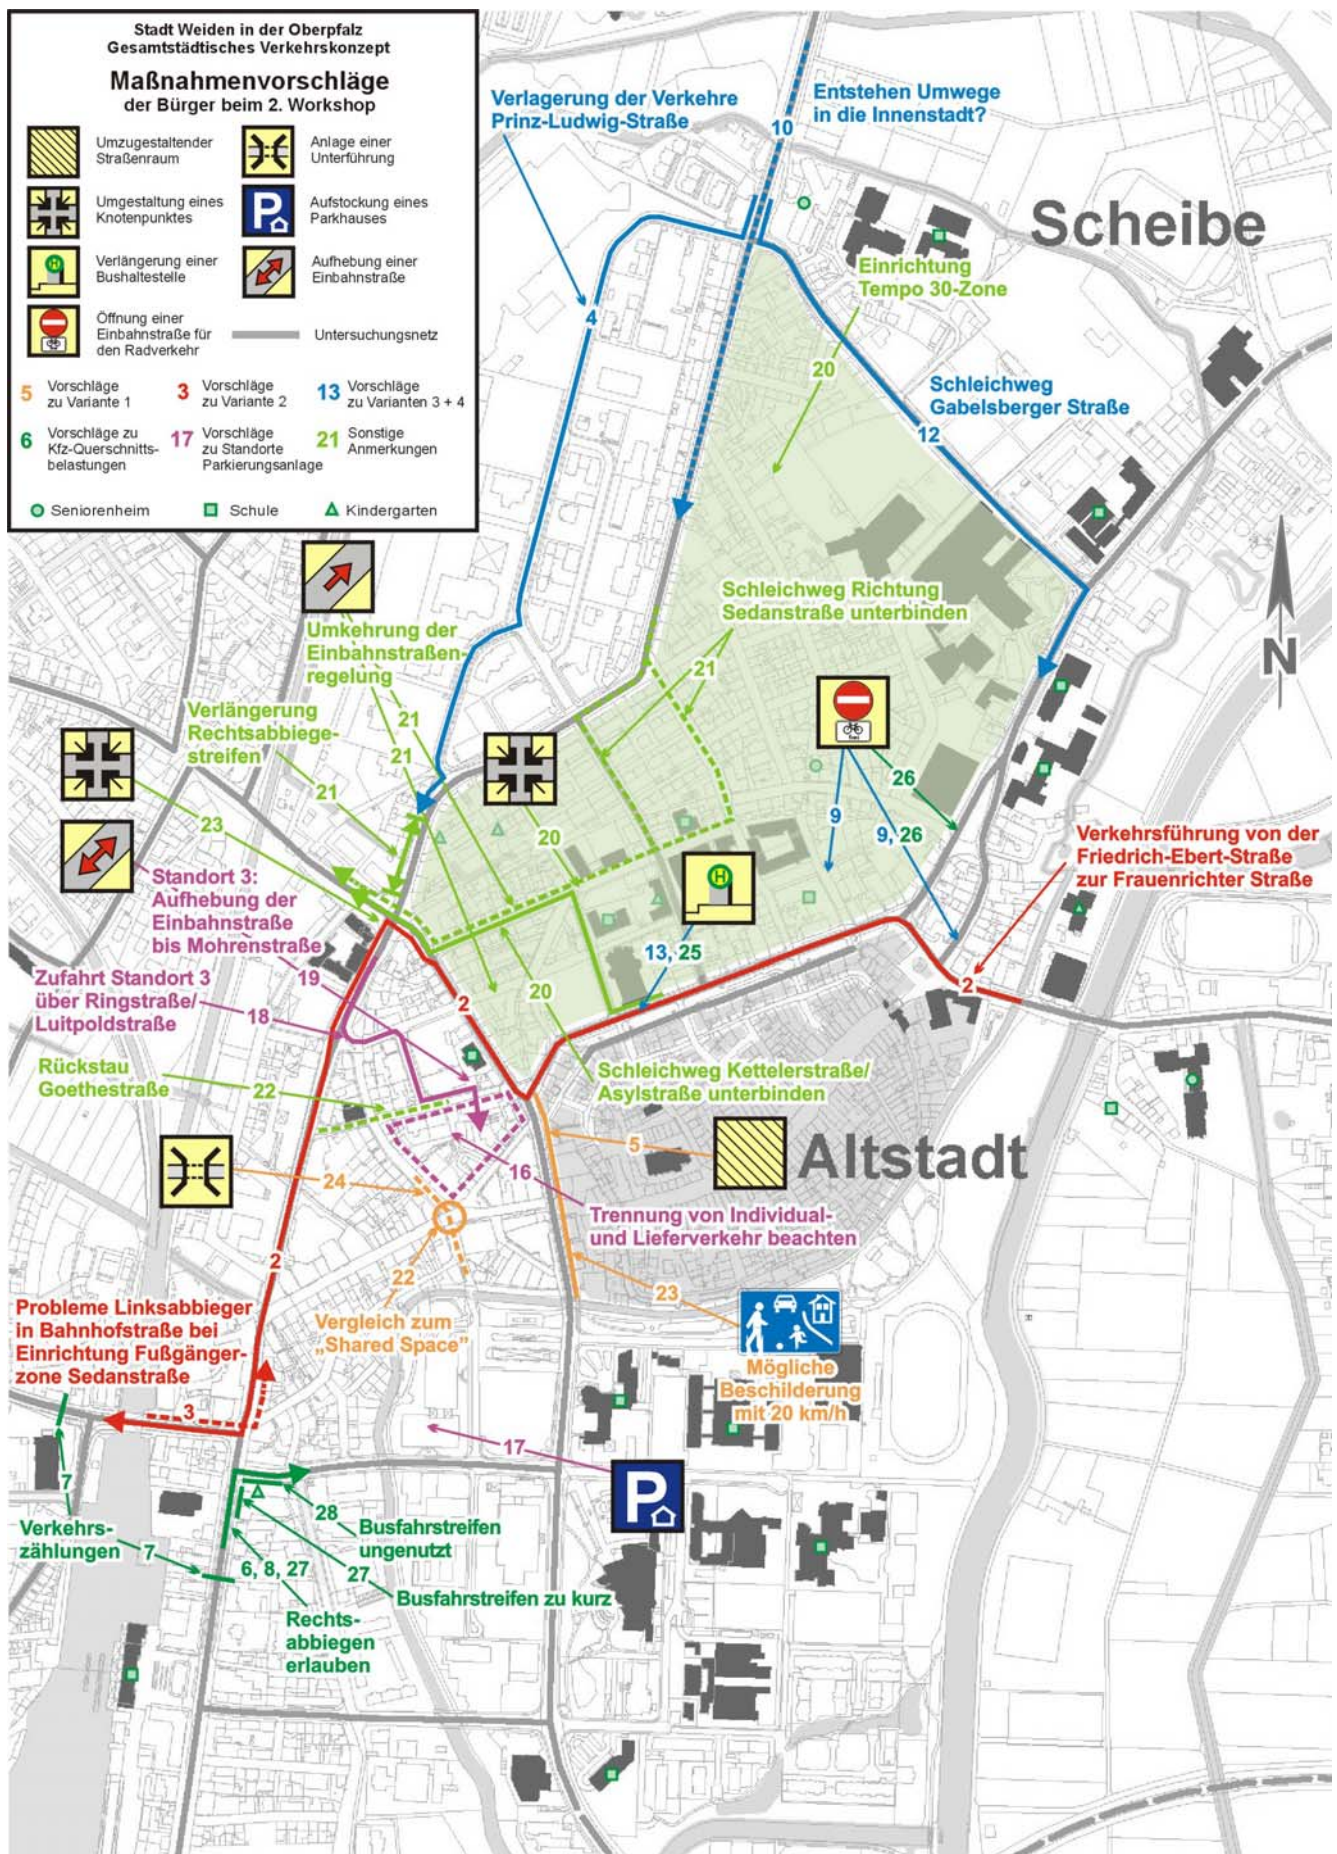 Stadt Weiden in der Oberpfalz
Gesamtstädtisches Verkehrskonzept
Maßnahmenvorschläge
der Bürger beim 2. Workshop
Umzugestaltender
Straßenraum
Anlage einer
Unterführung
Umgestaltung eines
Knotenpunktes
P
Aufstockung eines
Parkhauses
H
Verlängerung einer
Bushaltestelle
Aufhebung einer
Einbahnstraße
Öffnung einer
Einbahnstraße für
den Radverkehr
Untersuchungsnetz
5 Vorschläge
zu Variante 1
3 Vorschläge
zu Variante 2
13 Vorschläge
zu Varianten 3 + 4
6 Vorschläge zu
Kfz-Querschnitts-
belastungen
17 Vorschläge
zu Standorte
Parkierungsanlage
21 Sonstige
Anmerkungen
Seniorenheim
Schule
Kindergarten
Verlagerung der Verkehre
Prinz-Ludwig-Straße
Entstehen Umwege
in die Innenstadt?
10
Scheibe
Einrichtung
Tempo 30-Zone
4
20
Schleichweg
Gabelsberger Straße
12
Schleichweg Richtung
Sedanstraße unterbinden
21
N
Umkehrung der
Einbahnstraßen-
regelung
21
21
Verlängerung
Rechtsabbiege-
streifen
21
23
frei
26
9
9, 26
20
H
Verkehrsführung von der
Friedrich-Ebert-Straße
zur Frauenrichter Straße
Standort 3:
Aufhebung der
Einbahnstraße
bis Mohrenstraße
19
13, 25
20
2
2
Zufahrt Standort 3
über Ringstraße/
Luitpoldstraße
18
Rückstau
Goethestraße
22
Schleichweg Kettelerstraße/
Asylstraße unterbinden
5
Altstadt
24
16
Trennung von Individual-
und Lieferverkehr beachten
2
22
23
Vergleich zum
„Shared Space”
Mögliche
Beschilderung
mit 20 km/h
Probleme Linksabbieger
in Bahnhofstraße bei
Einrichtung Fußgänger-
zone Sedanstraße
3
17
P
7
Verkehrs-
zählungen
7
28
Busfahrstreifen
ungenutzt
6, 8, 27
27
Busfahrstreifen zu kurz
Rechts-
abbiegen
erlauben